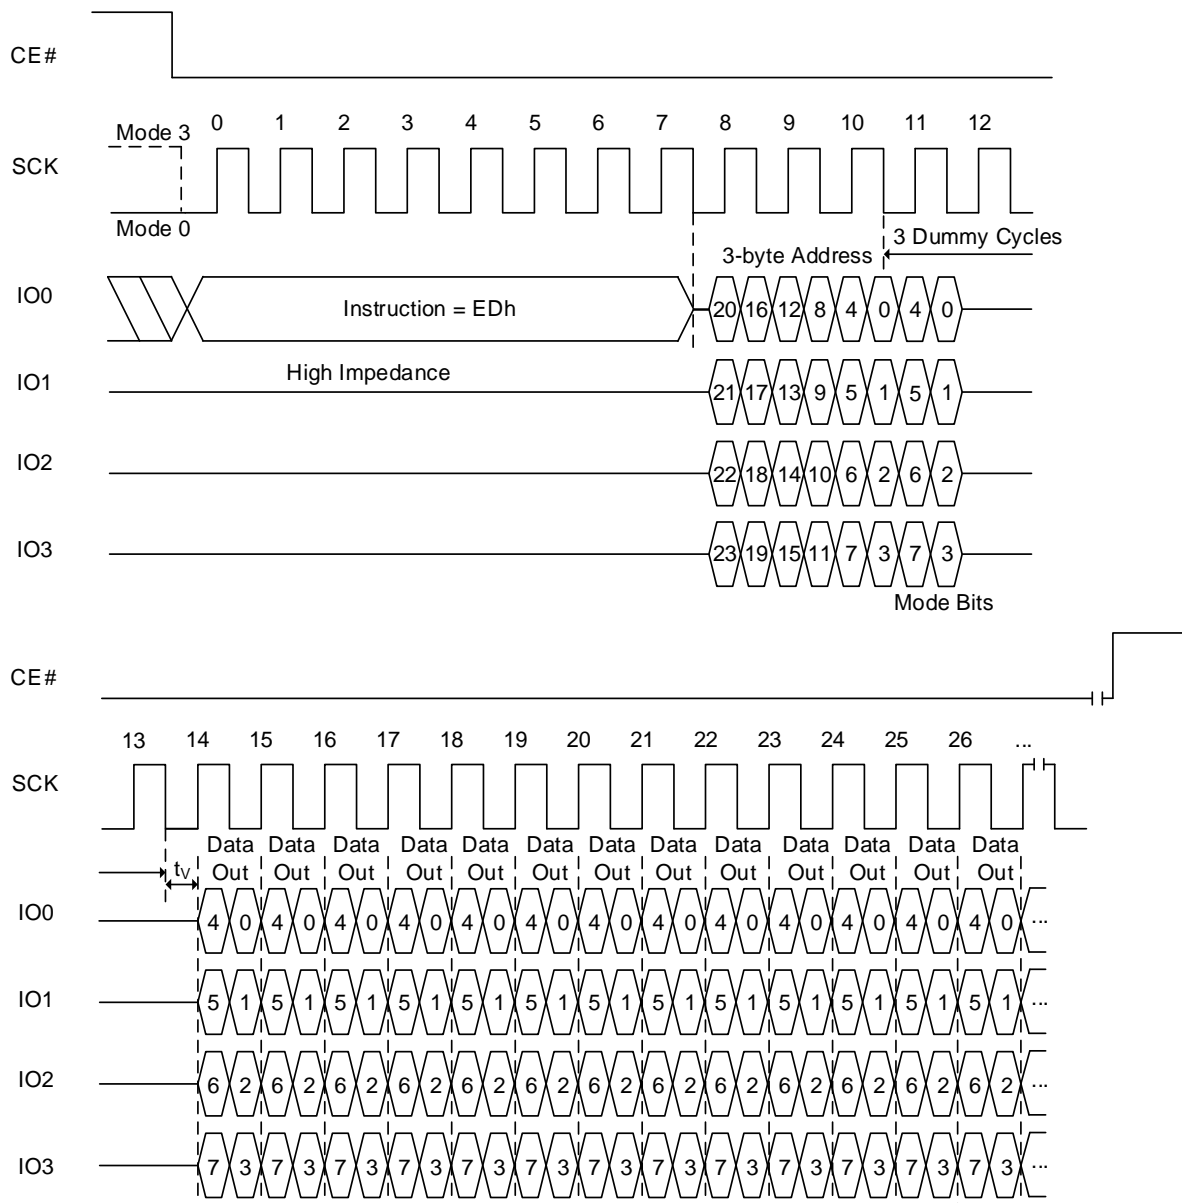 CE#
0 1 2 3 4 5 6 7 8 9 10 11 12
Mode 3
SCK
Mode 0
3-byte Address 3 Dummy Cycles
IO0 Instruction = EDh 20 16 12 8 4 0 4 0
IO1 High Impedance 21 17 13 9 5 1 5 1
IO2 22 18 14 10 6 2 6 2
IO3 23 19 15 11 7 3 7 3
Mode Bits
CE#
13 14 15 16 17 18 19 20 21 22 23 24 25 26 ...
SCK
Data Data Data Data Data Data Data Data Data Data Data Data Data
tV Out Out Out Out Out Out Out Out Out Out Out Out Out
IO0 4 0 4 0 4 0 4 0 4 0 4 0 4 0 4 0 4 0 4 0 4 0 4 0 4 0 ...
IO1 5 1 5 1 5 1 5 1 5 1 5 1 5 1 5 1 5 1 5 1 5 1 5 1 5 1 ...
IO2 6 2 6 2 6 2 6 2 6 2 6 2 6 2 6 2 6 2 6 2 6 2 6 2 6 2 ...
IO3 7 3 7 3 7 3 7 3 7 3 7 3 7 3 7 3 7 3 7 3 7 3 7 3 7 3 ...